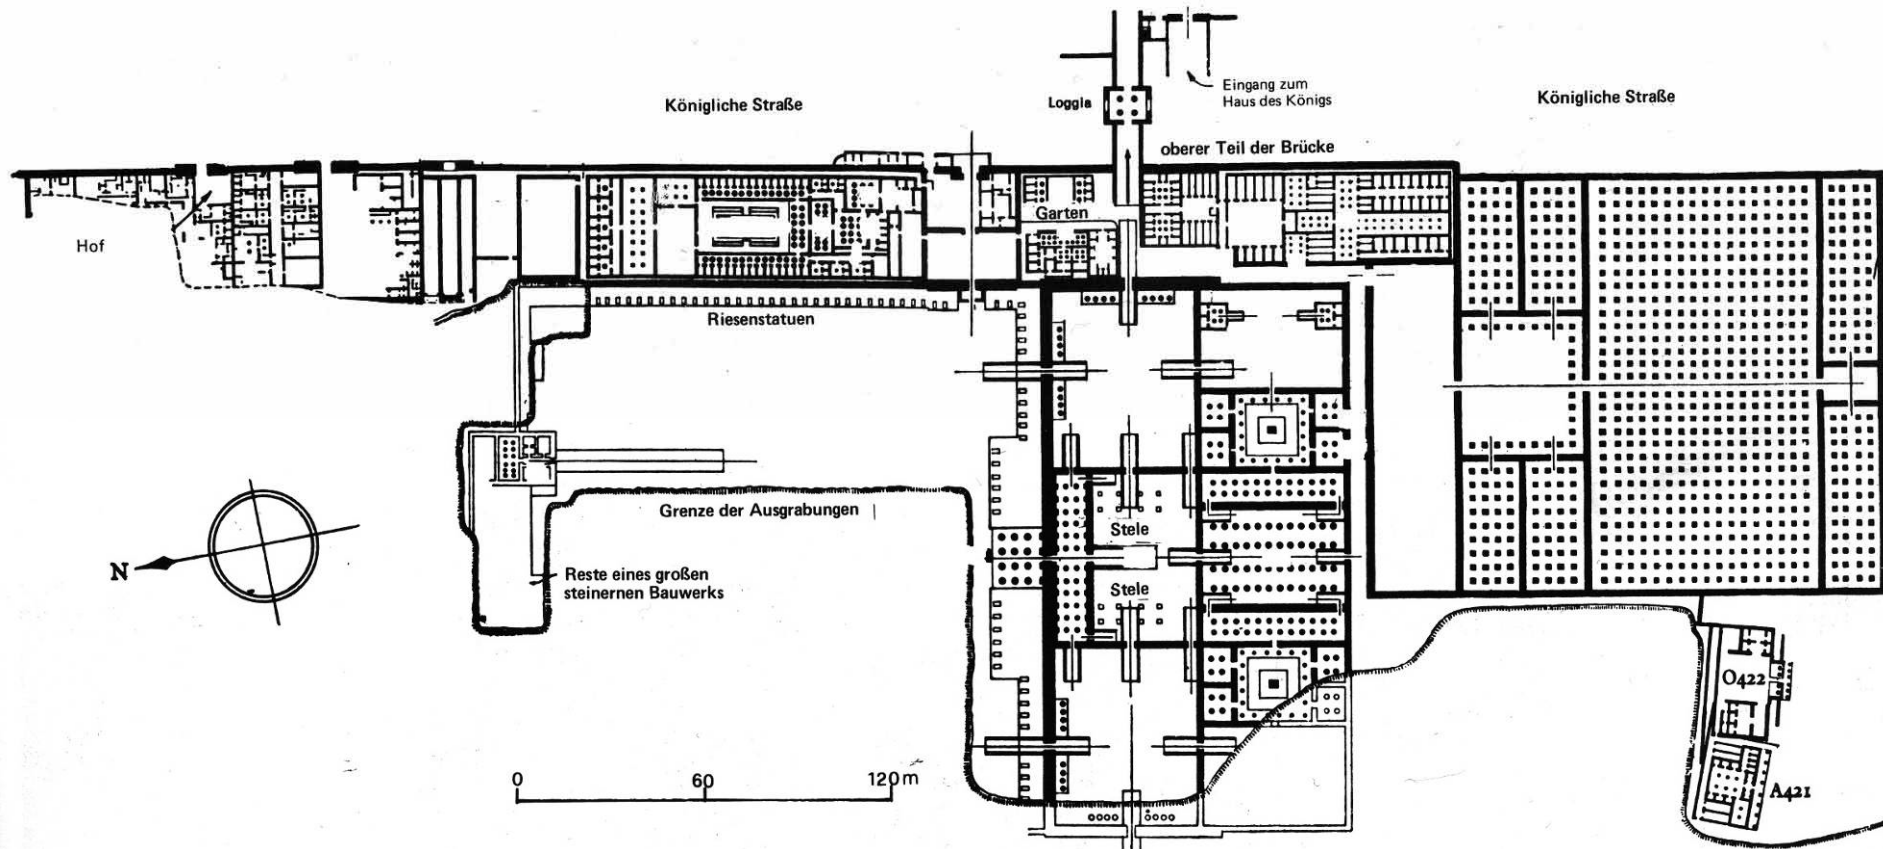 Königliche Straße
Loggia
Eingang zum
Haus des Königs
Königliche Straße
oberer Teil der Brücke
Garten
Hof
Riesenstatuen
Grenze der Ausgrabungen
Stele
N
Reste eines großen
steinernen Bauwerks
Stele
O422
0 60 120 m
A421